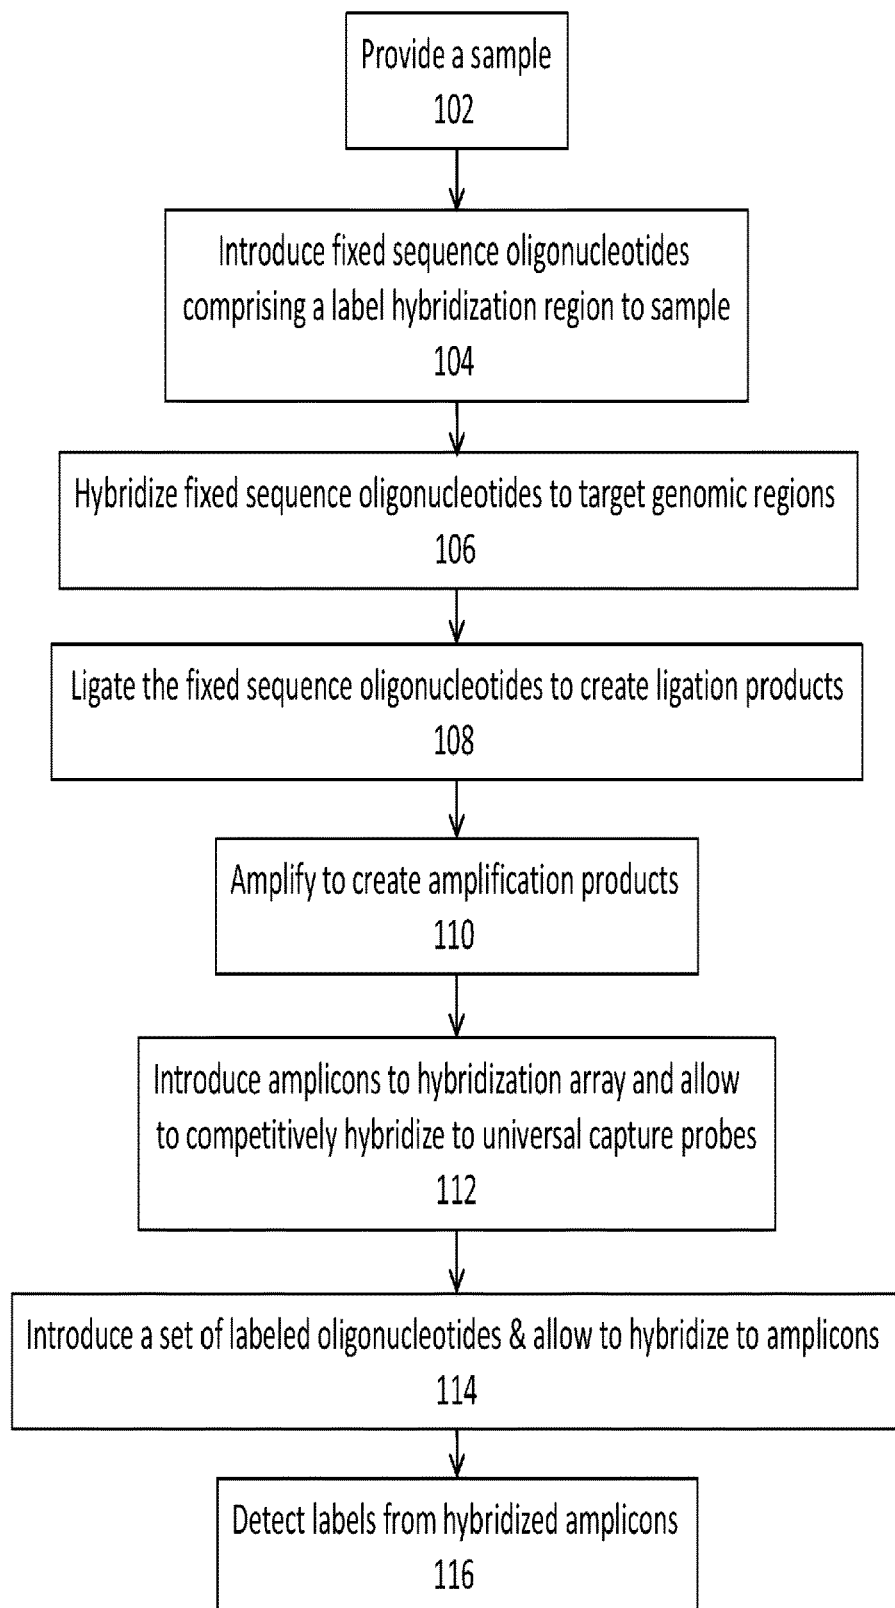 Provide a sample
102
Introduce fixed sequence oligonucleotides
comprising a label hybridization region to sample
104
Hybridize fixed sequence oligonucleotides to target genomic regions
106
Ligate the fixed sequence oligonucleotides to create ligation products
108
Amplify to create amplification products
110
Introduce amplicons to hybridization array and allow
to competitively hybridize to universal capture probes
112
Introduce a set of labeled oligonucleotides & allow to hybridize to amplicons
114
Detect labels from hybridized amplicons
116